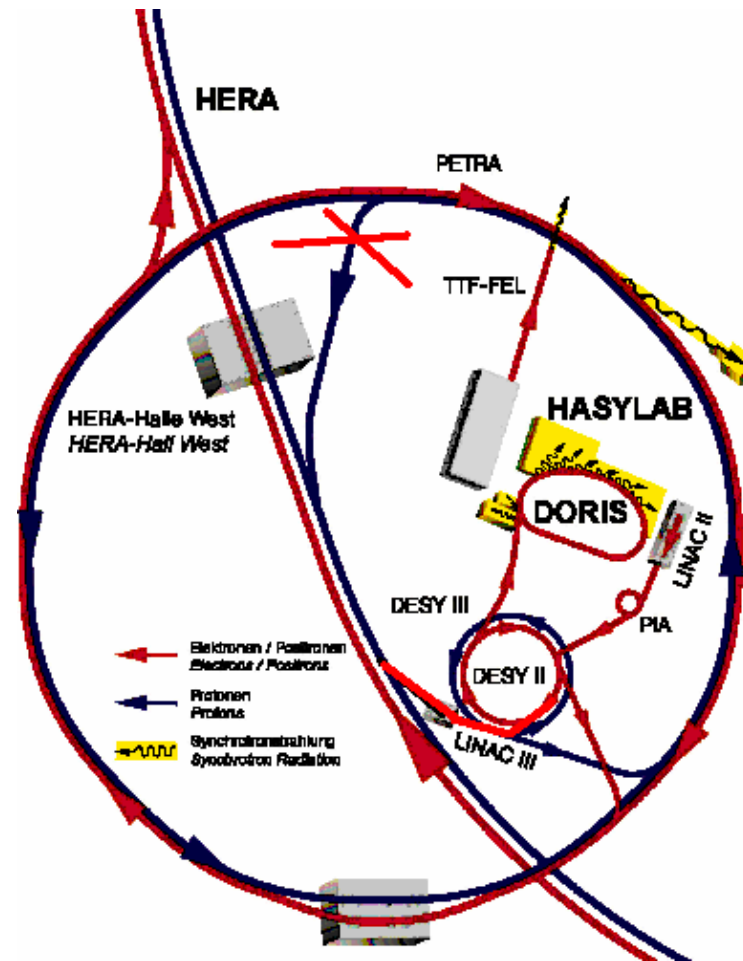 HERA
PETRA
TTF-FEL
HASYLAB
HERA-Halle West
HERA-Hall West
DORIS
LINAC II
DESY III
PIA
DESY II
LINAC III
Elektronen / Positronen
Electrons / Positrons
Protonen
Protons
Synchrotronstrahlung
Synchrotron Radiation